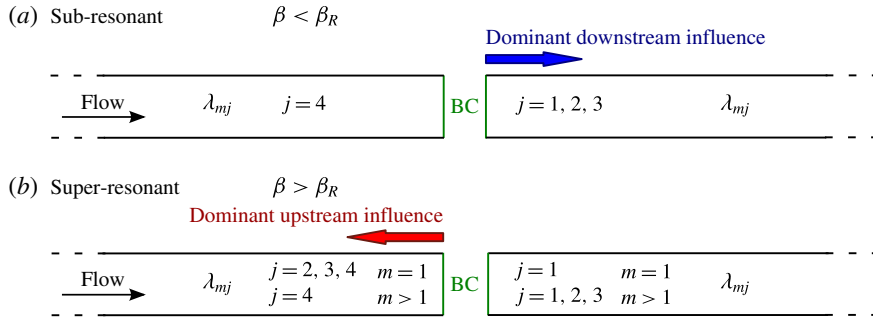 (a) Sub-resonant β < β_R
Dominant downstream influence
Flow λ_mj j = 4 BC j = 1, 2, 3 λ_mj
(b) Super-resonant β > β_R
Dominant upstream influence
Flow λ_mj j = 2, 3, 4 m = 1 BC j = 1 m = 1 λ_mj
j = 4 m > 1 j = 1, 2, 3 m > 1